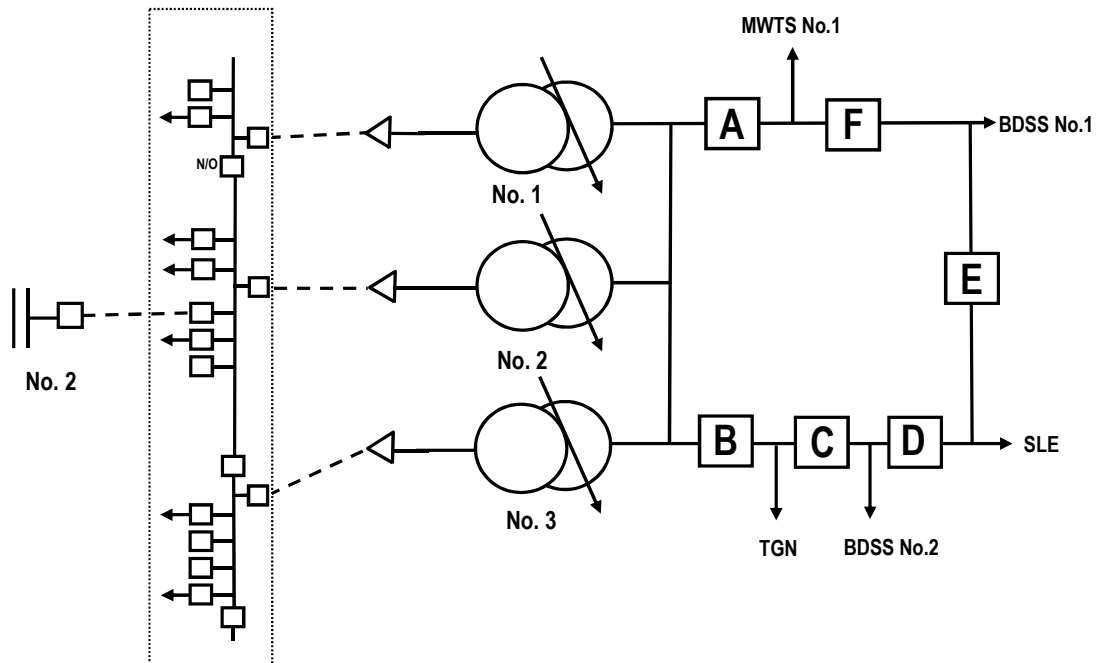 MWTS No.1
A
F
BDSS No.1
N/O
No. 1
E
No. 2
No. 2
B
C
D
SLE
No. 3
TGN
BDSS No.2